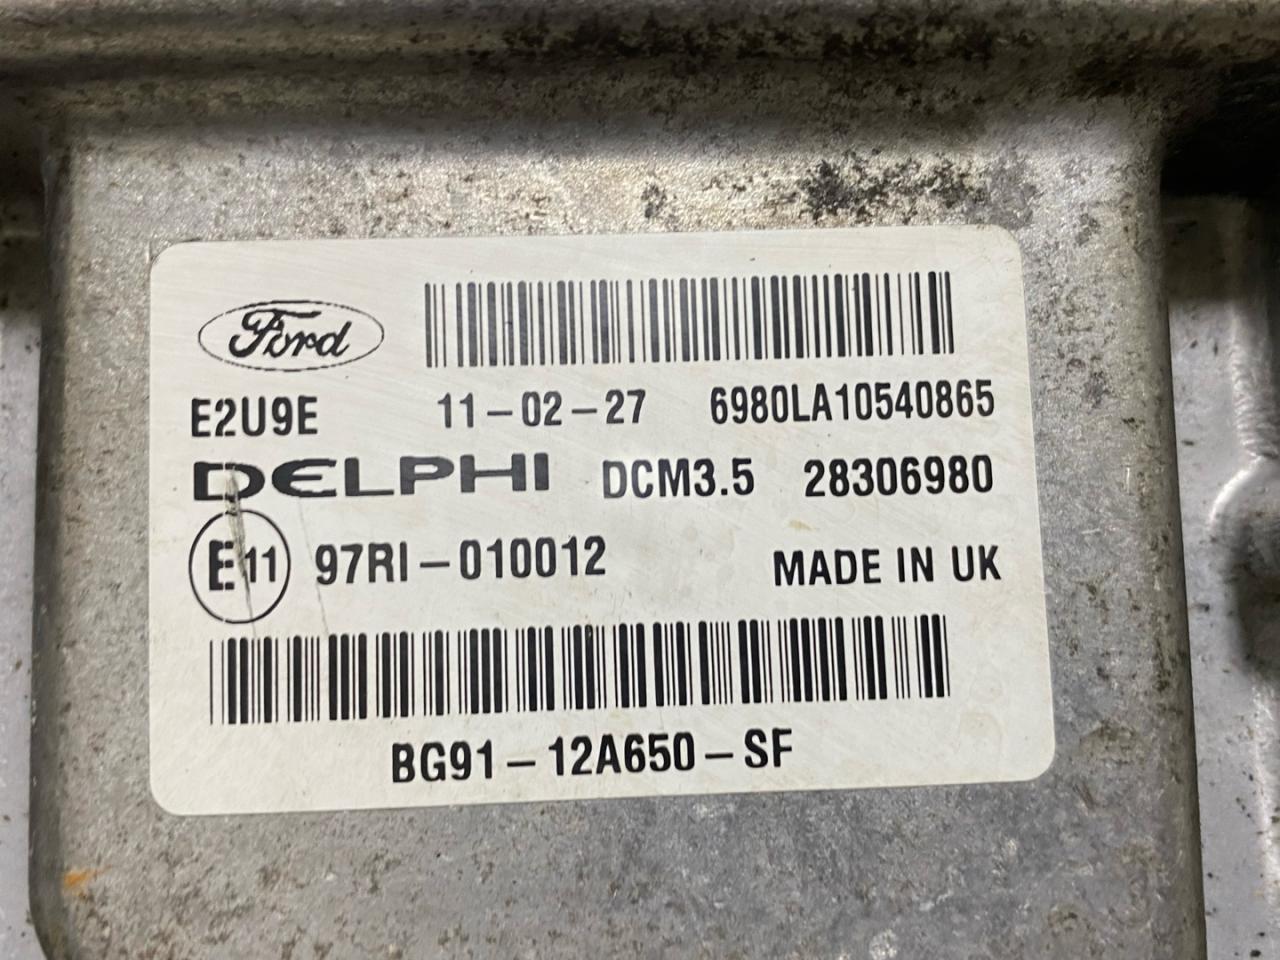 Ford
E2U9E 11-02-27 6980LA10540865
DELPHI DCM3.5 28306980
E11 97RI-010012 MADE IN UK
BG91-12A650-SF